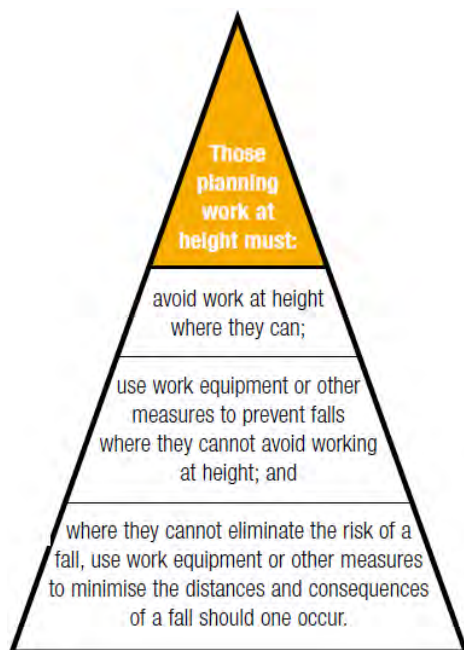 Those
planning
work at
height must:
avoid work at height
where they can;
use work equipment or other
measures to prevent falls
where they cannot avoid working
at height; and
where they cannot eliminate the risk of a
fall, use work equipment or other measures
to minimise the distances and consequences
of a fall should one occur.